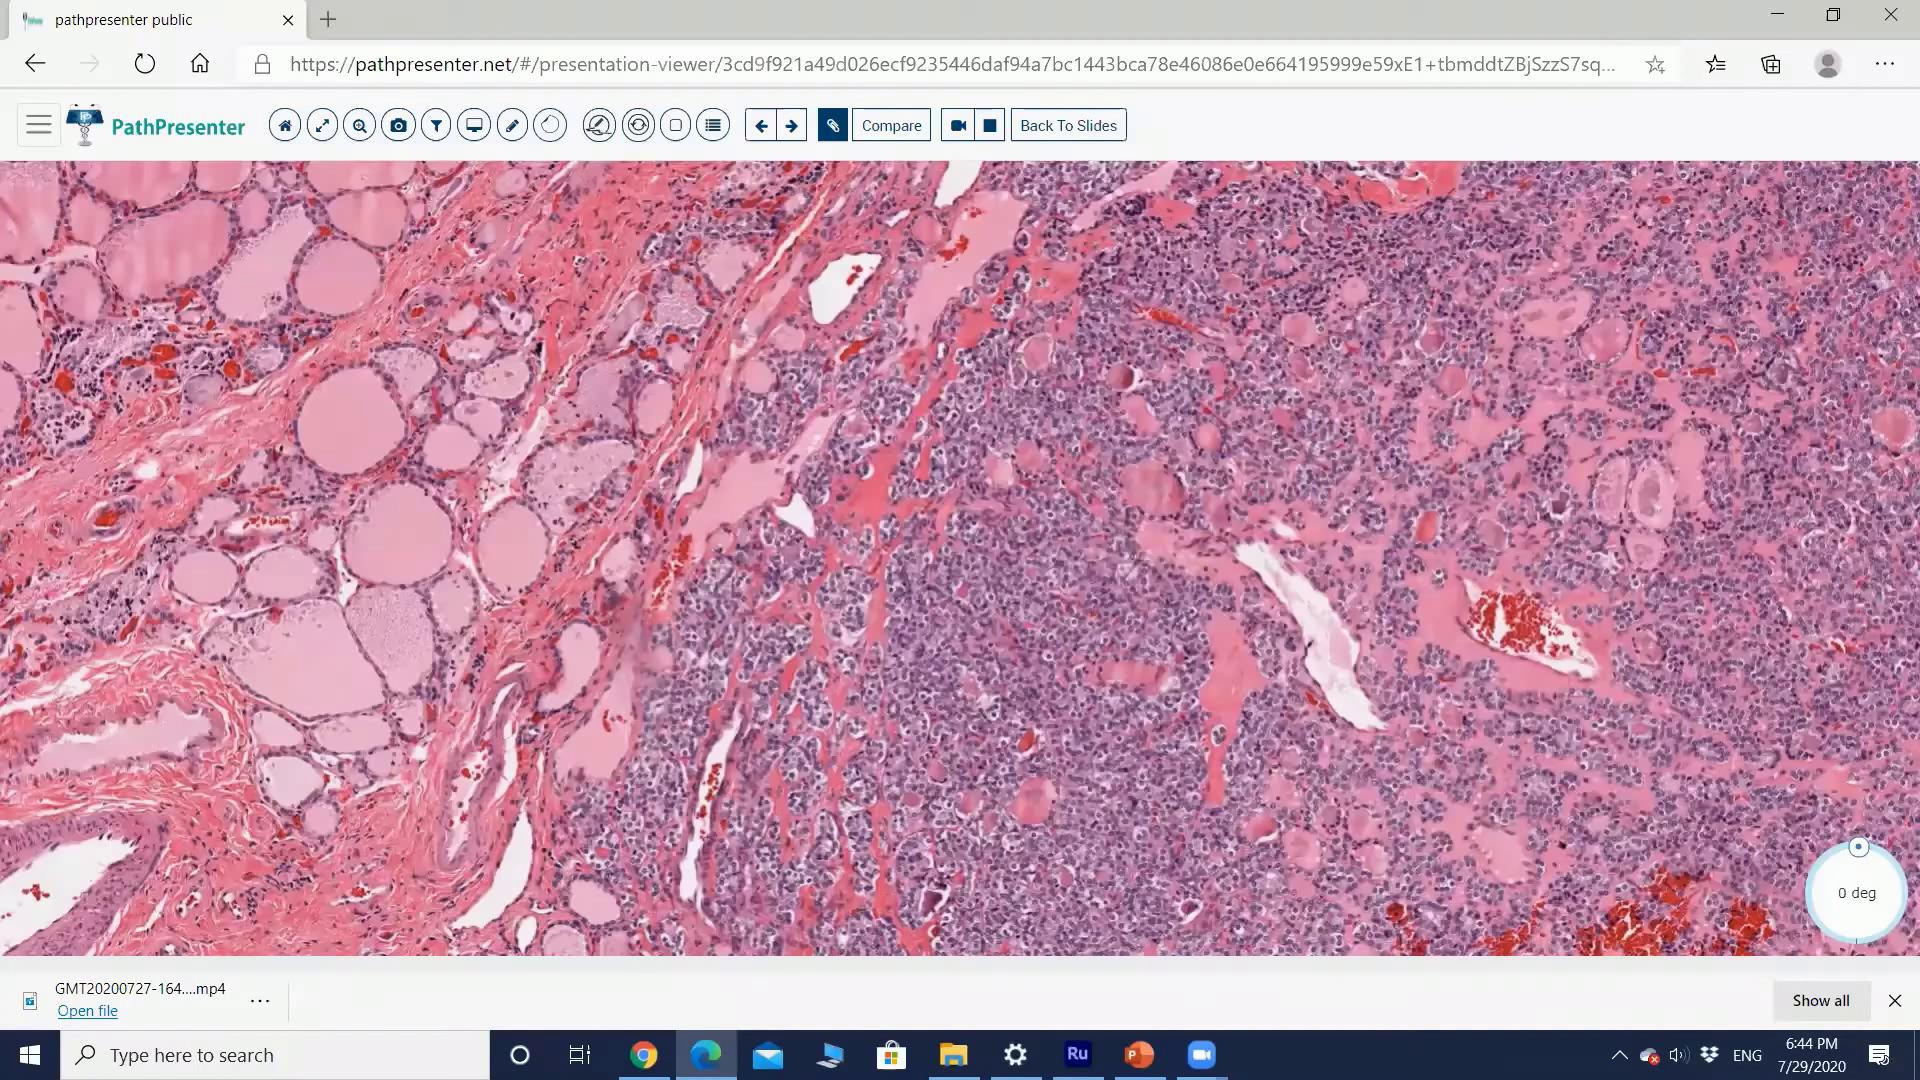 pathpresenter public
https://pathpresenter.net/#/presentation-viewer/3cd9f921a49d026ecf9235446daf94a7bc1443bca78e46086e0e664195999e59xE1+tbmddtZBjSzzS7sq...
PathPresenter
Compare
Back To Slides
0 deg
GMT20200727-164....mp4
Open file
Show all
Type here to search
Ru
ENG
6:44 PM
7/29/2020